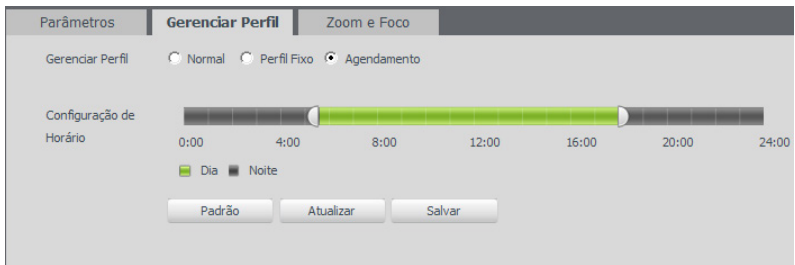 Parâmetros Gerenciar Perfil Zoom e Foco
Gerenciar Perfil Normal Perfil Fixo Agendamento
Configuração de
Horário
0:00 4:00 8:00 12:00 16:00 20:00 24:00
Dia Noite
Padrão Atualizar Salvar